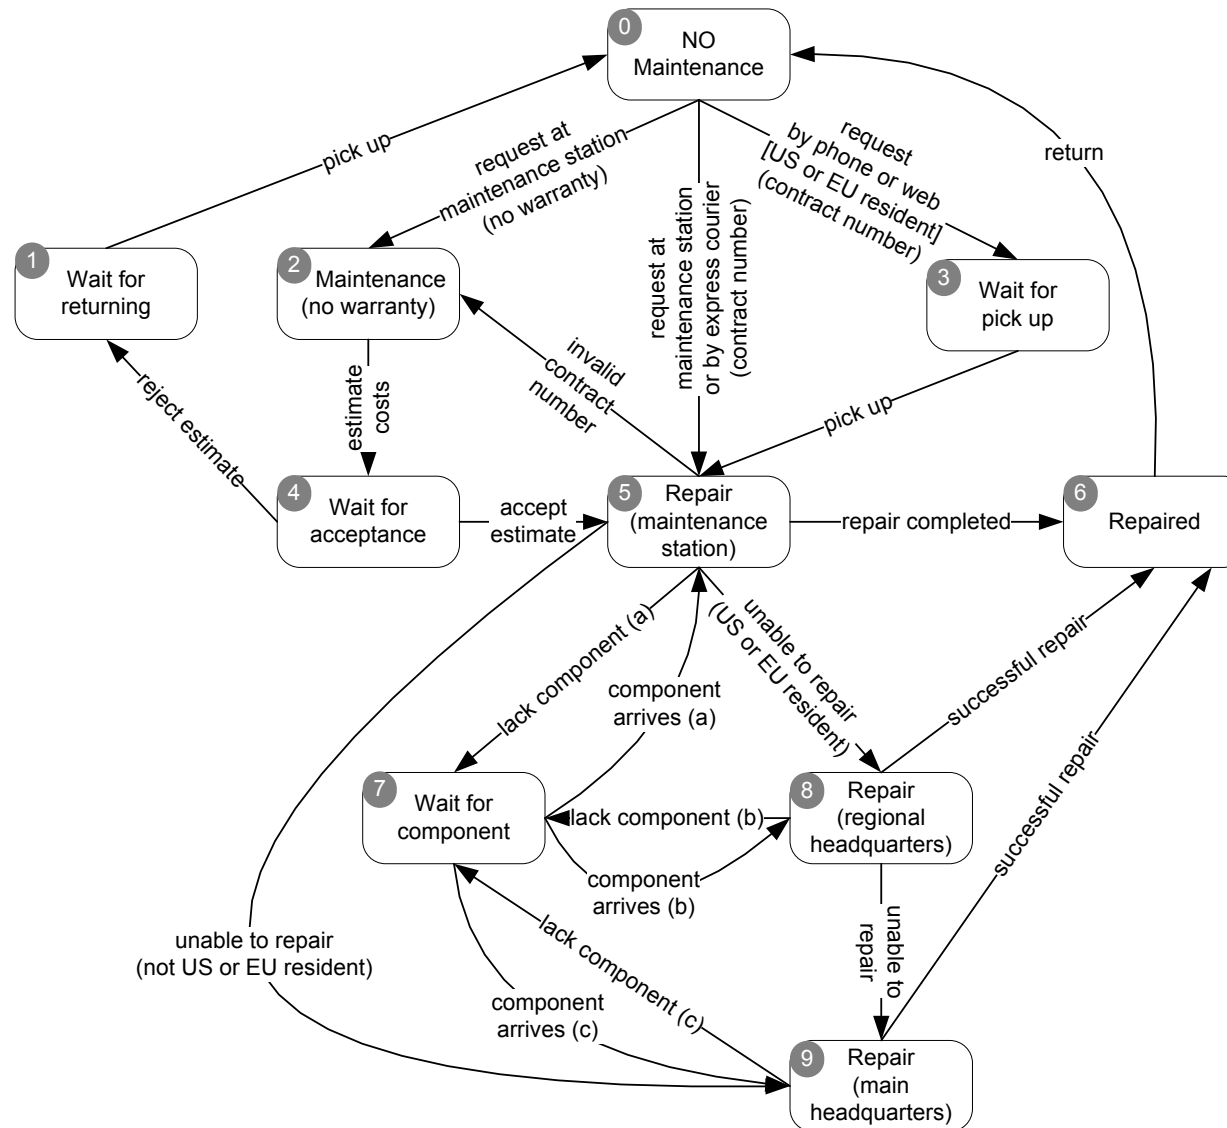 0
NO
Maintenance
pick up
request at
maintenance station
(no warranty)
request at
maintenance station
or by express courier
(contract number)
request
by phone or web
[US or EU resident]
(contract number)
return
1
Wait for
returning
2
Maintenance
(no warranty)
3
Wait for
pick up
reject estimate
estimate
costs
invalid
contract
number
pick up
4
Wait for
acceptance
accept
estimate
5
Repair
(maintenance
station)
repair completed
6
Repaired
lack component (a)
component
arrives (a)
unable to repair
(US or EU resident)
successful repair
successful repair
7
Wait for
component
lack component (b)
component
arrives (b)
8
Repair
(regional
headquarters)
unable to repair
(not US or EU resident)
component
arrives (c)
lack component (c)
unable to
repair
9
Repair
(main
headquarters)